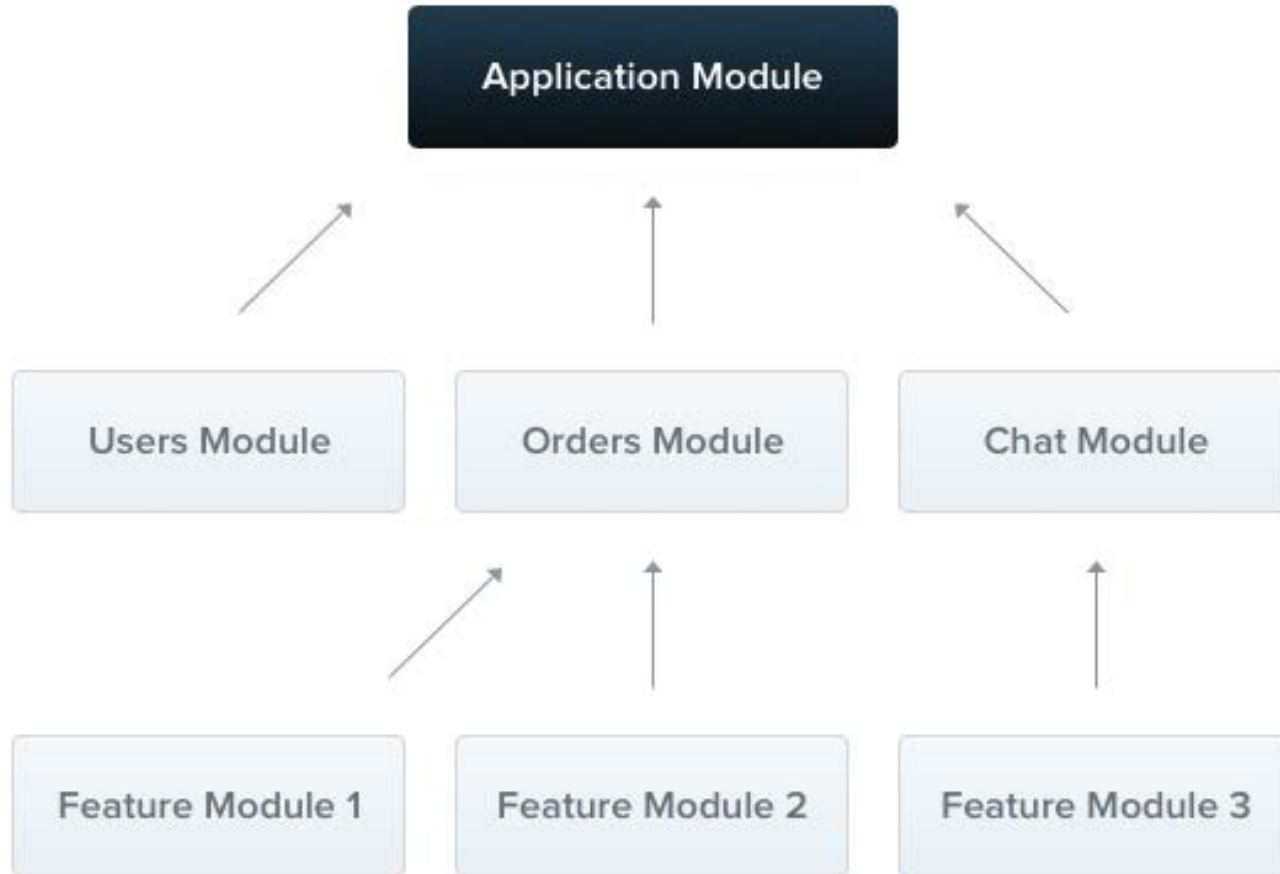 Application Module
Users Module
Orders Module
Chat Module
Feature Module 1
Feature Module 2
Feature Module 3